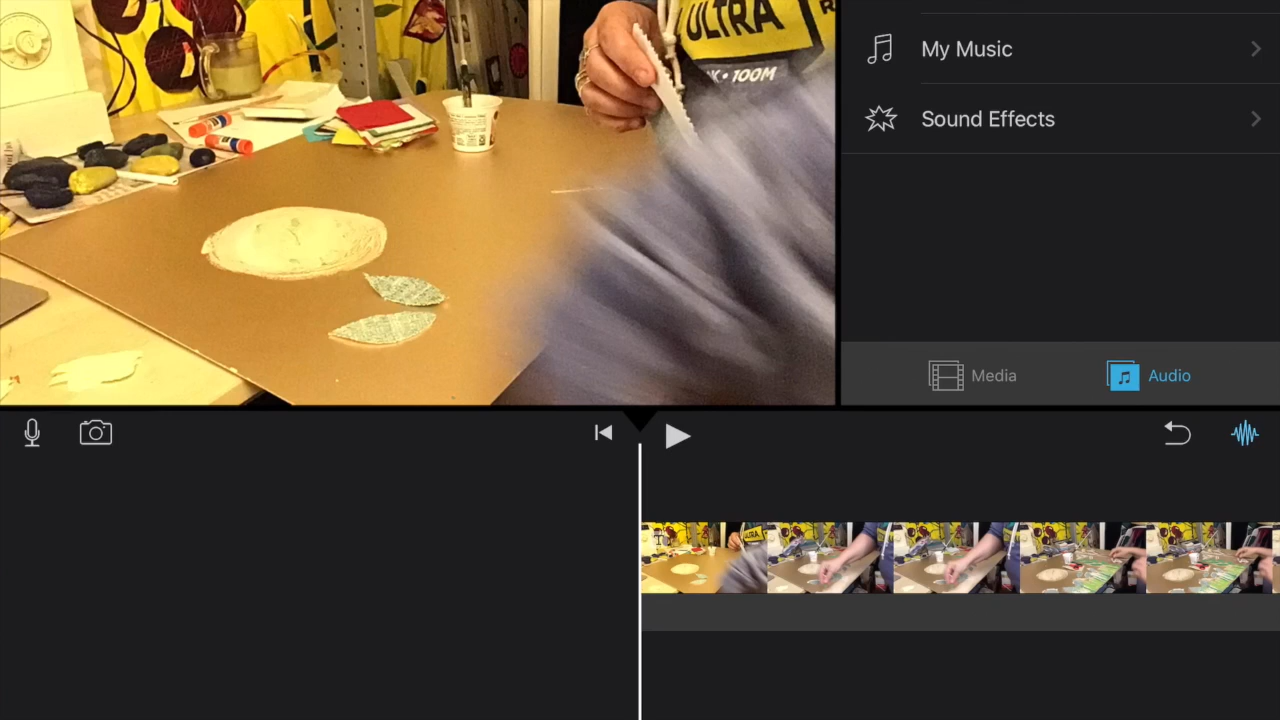 ULTRA
K • 100M
My Music
Sound Effects
Media
Audio